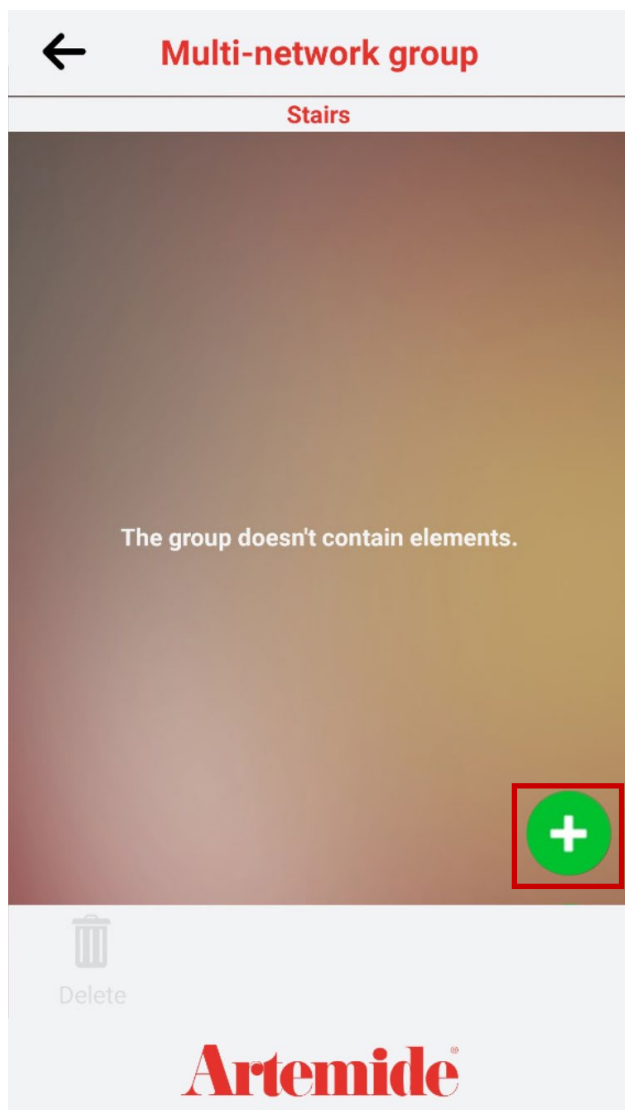 Multi-network group
Stairs
The group doesn't contain elements.
Delete
Artemide®